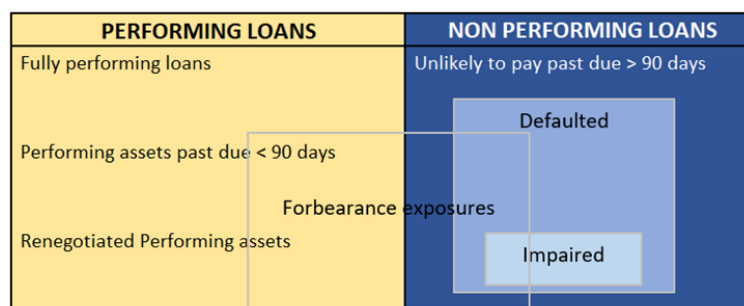 PERFORMING LOANS
NON PERFORMING LOANS
Fully performing loans
Unlikely to pay past due > 90 days
Defaulted
Performing assets past due < 90 days
Forbearance exposures
Renegotiated Performing assets
Impaired